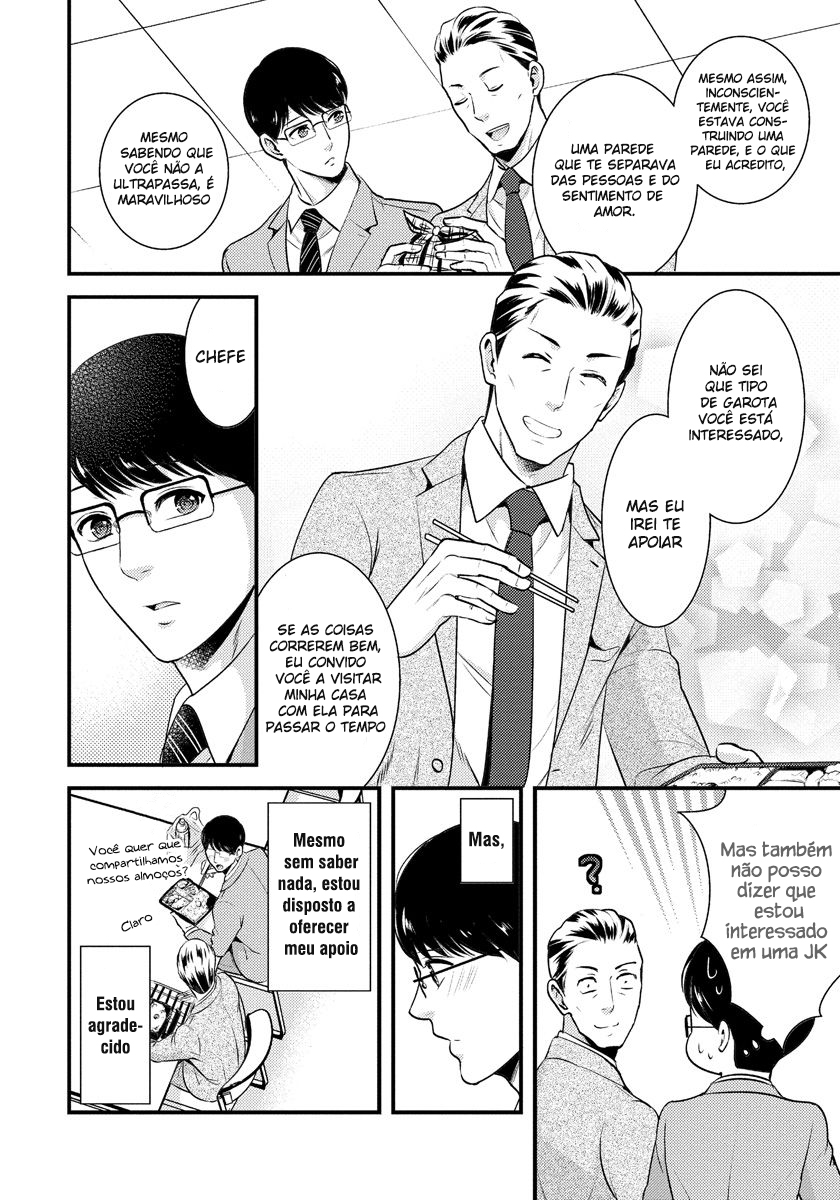 MESMO ASSIM,
INCONSCIEN-
TEMENTE, VOCÊ
ESTAVA CONS-
TRUINDO UMA
PAREDE, E O QUE
EU ACREDITO,
UMA PAREDE
QUE TE SEPARAVA
DAS PESSOAS E DO
SENTIMENTO DE
AMOR.
MESMO
SABENDO QUE
VOCÊ NÃO A
ULTRAPASSA, É
MARAVILHOSO
NÃO SEI
QUE TIPO
DE GAROTA
VOCÊ ESTÁ
INTERESSADO,
MAS EU
IREI TE
APOIAR
SE AS COISAS
CORREREM BEM,
EU CONVIDO
VOCÊ A VISITAR
MINHA CASA
COM ELA PARA
PASSAR O TEMPO
CHEFE
Mas também
não posso
dizer que
estou
interessado
em uma JK
?
Mas,
Mesmo
sem saber
nada, estou
disposto a
oferecer
meu apoio
Você quer que
compartilhamos
nossos almoços?
Claro
Estou
agrade-
cido